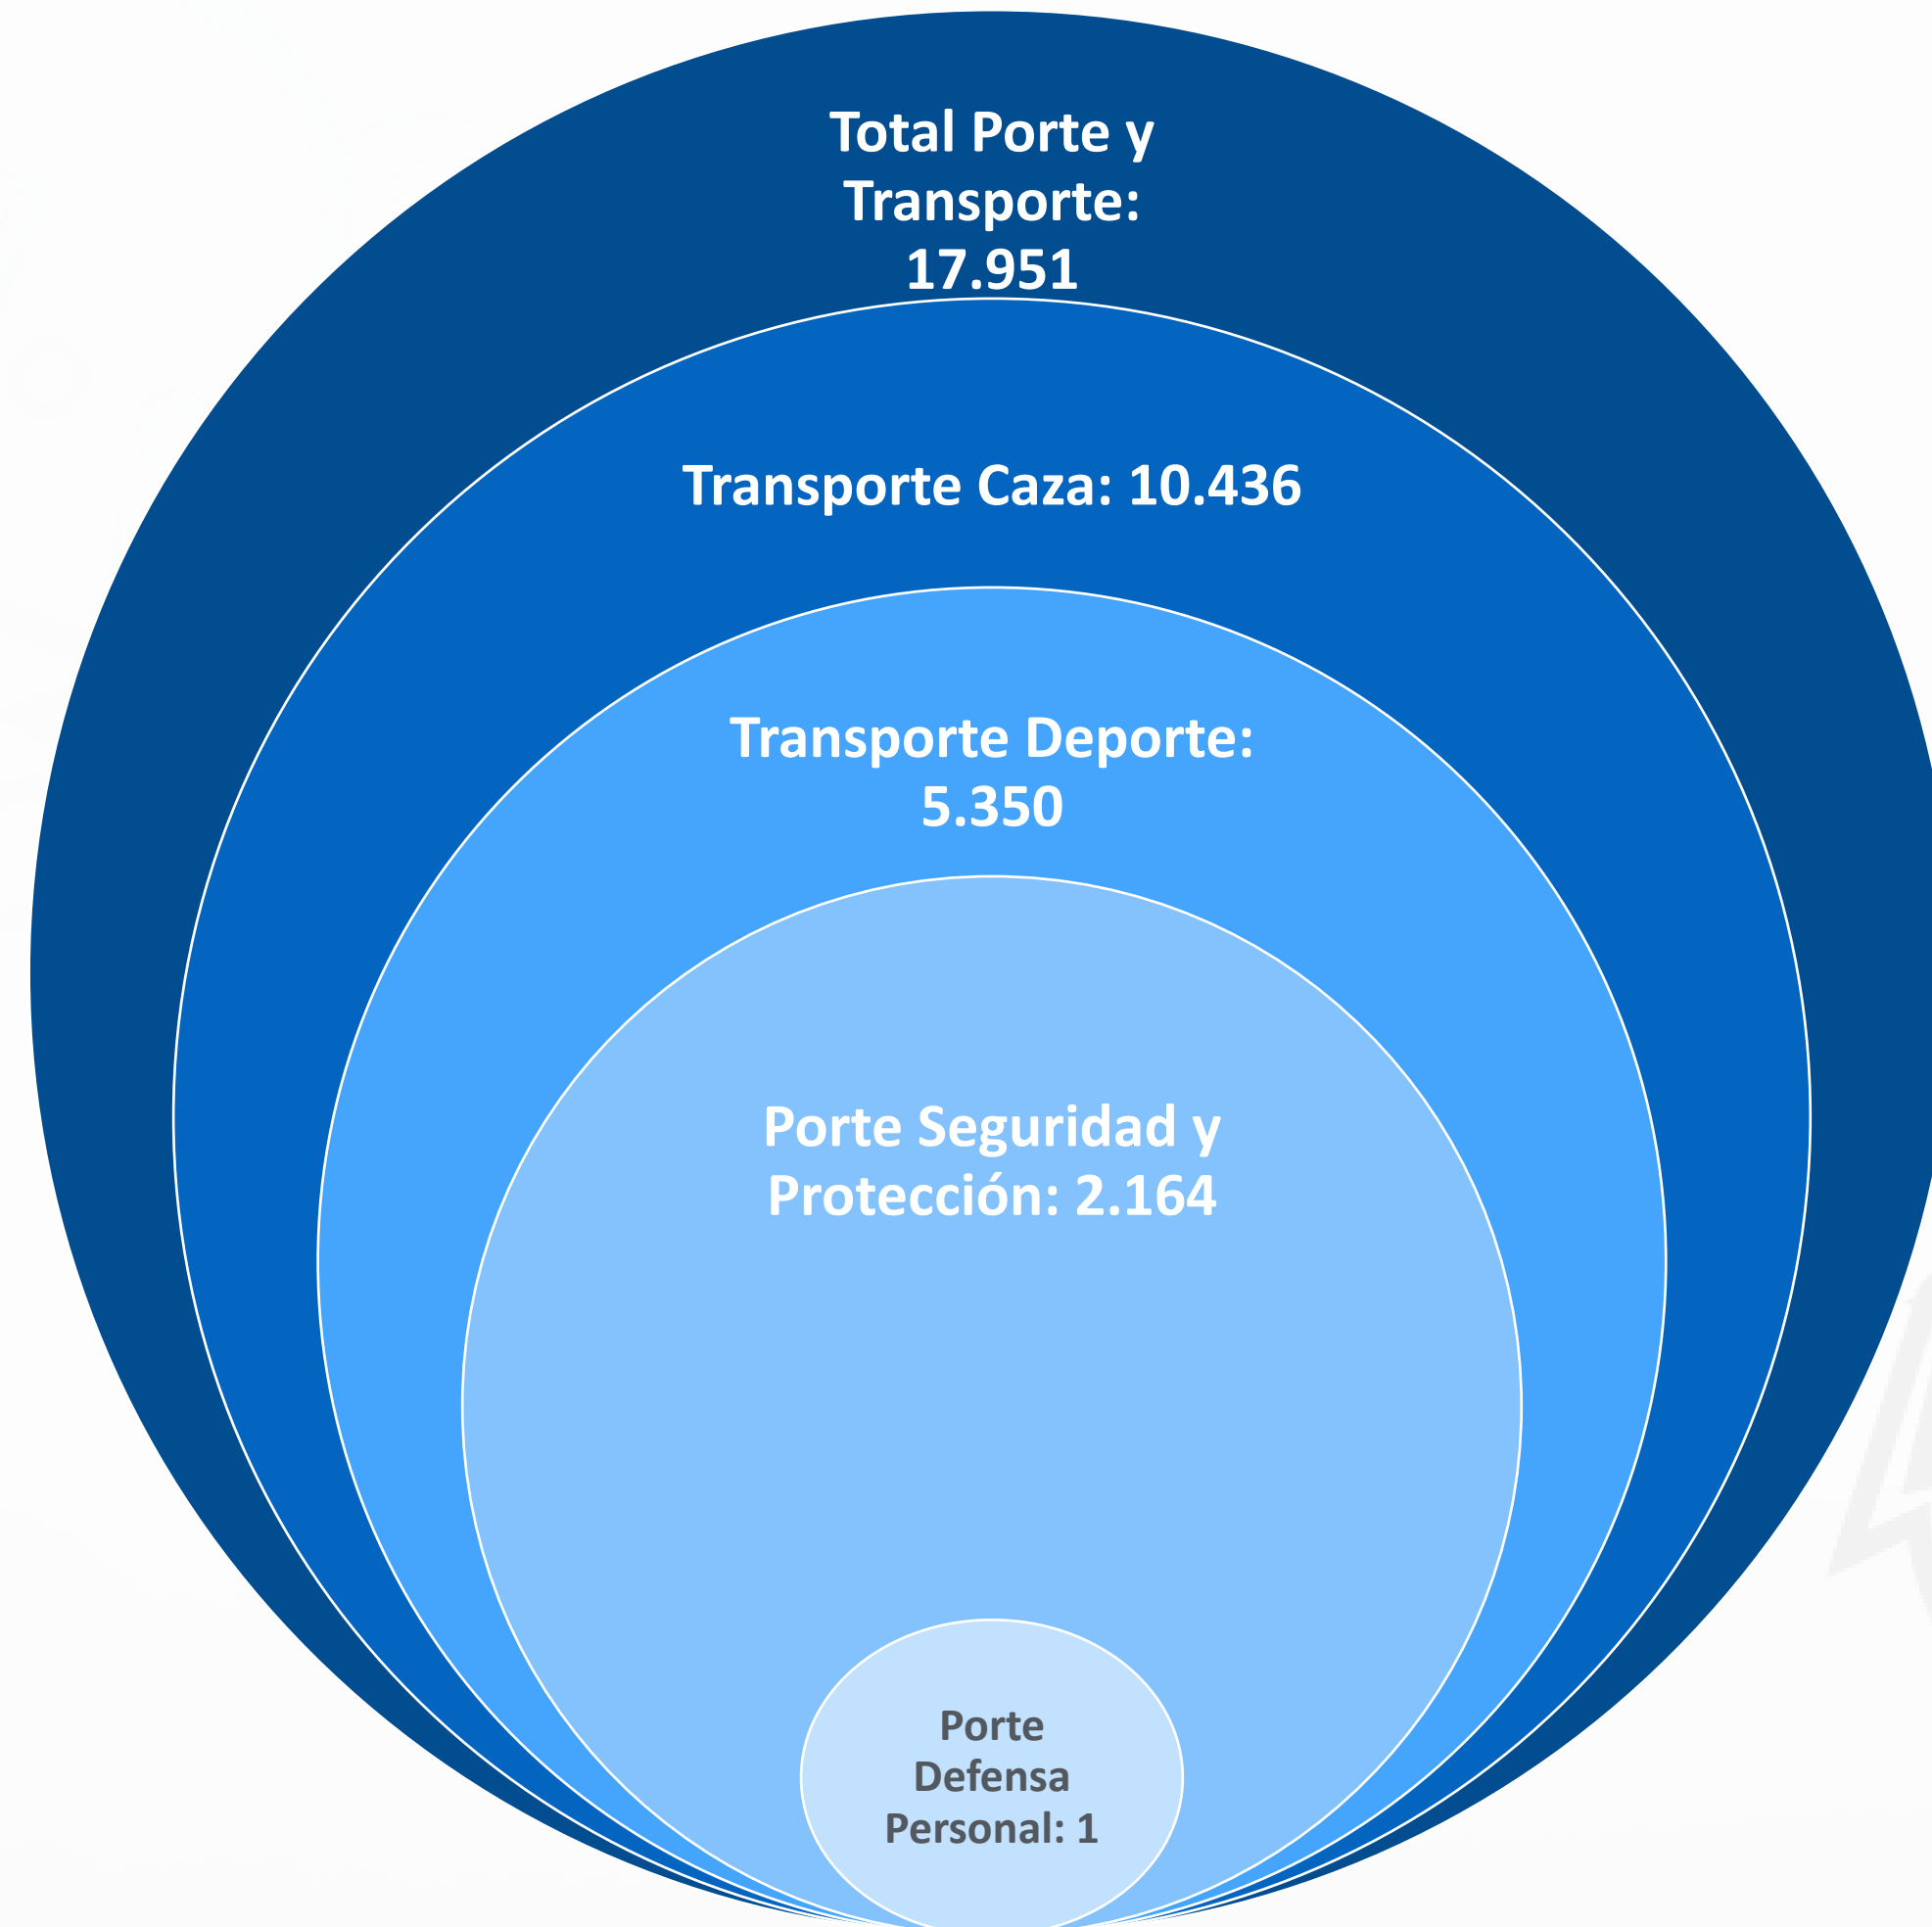 Total Porte y
Transporte:
17.951
Transporte Caza: 10.436
Transporte Deporte:
5.350
Porte Seguridad y
Protección: 2.164
Porte
Defensa
Personal: 1